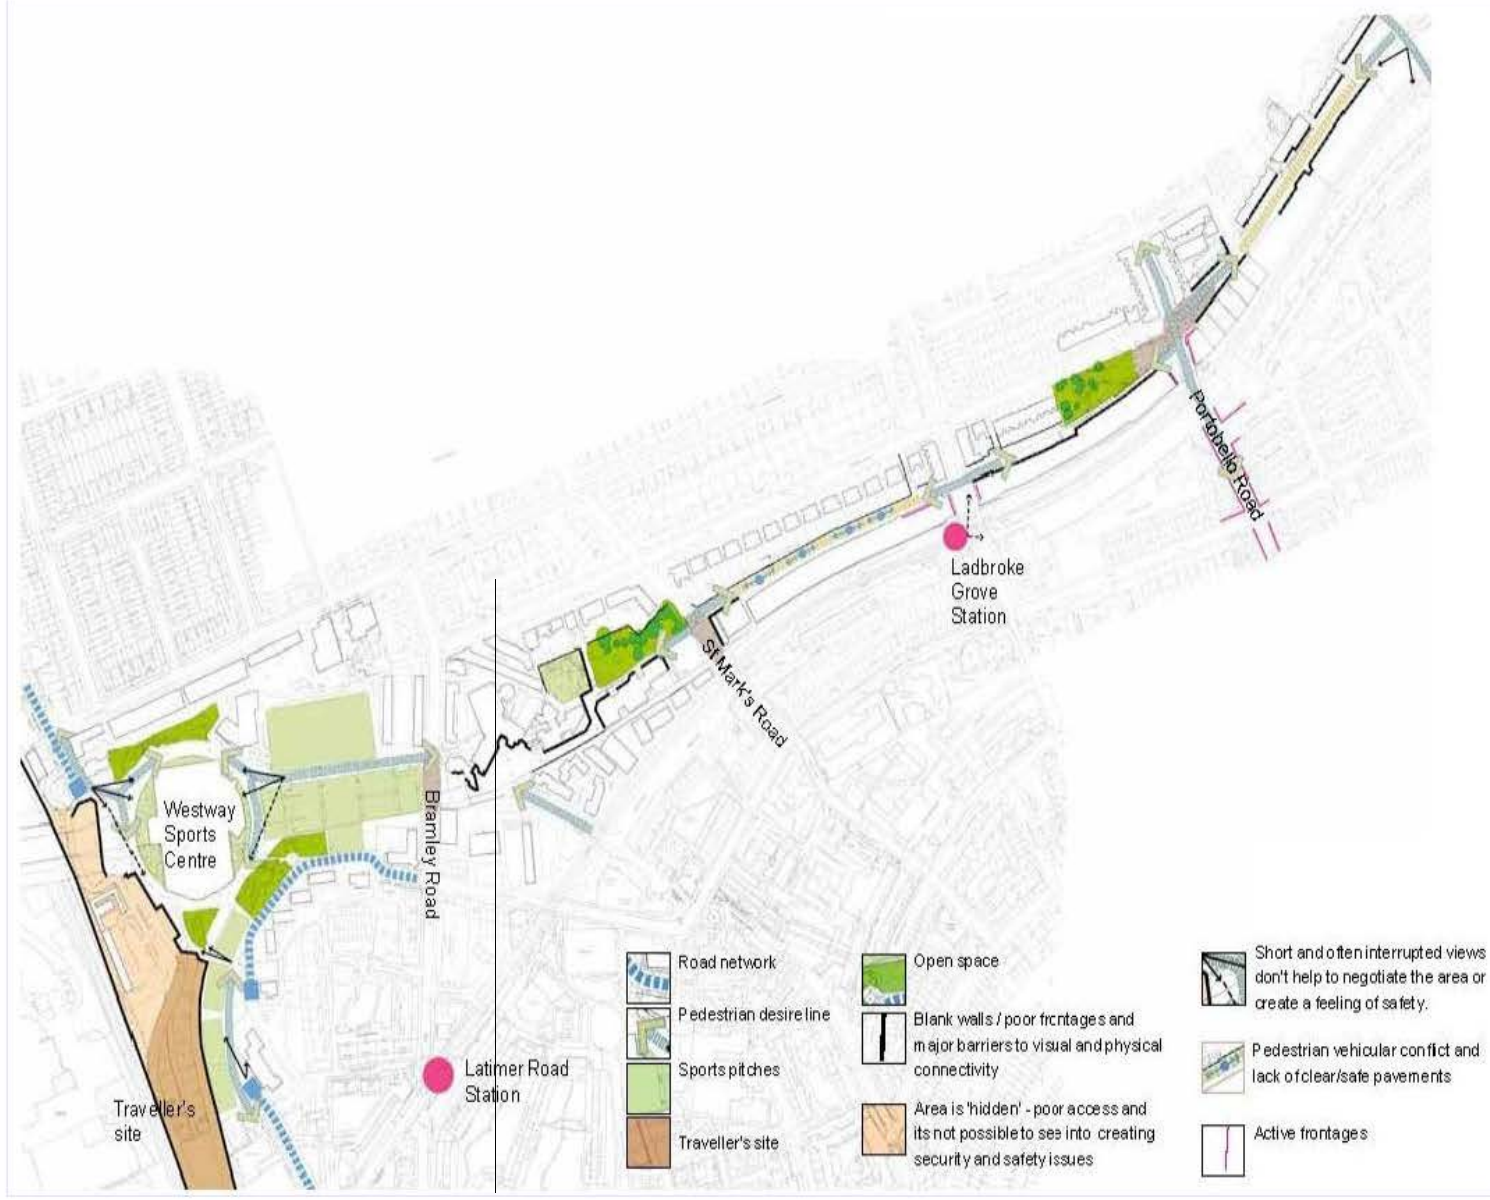 Portobello Road
Ladbroke
Grove
Station
St Mark's Road
Westway
Sports
Centre
Bramley Road
Latimer Road
Station
Traveller's
site
Road network
Pedestrian desire line
Sports pitches
Traveller's site
Open space
Blank walls / poor frontages and
major barriers to visual and physical
connectivity
Area is 'hidden' - poor access and
its not possible to see into creating
security and safety issues
Short and often interrupted views
don't help to negotiate the area or
create a feeling of safety.
Pedestrian vehicular conflict and
lack of clear/safe pavements
Active frontages